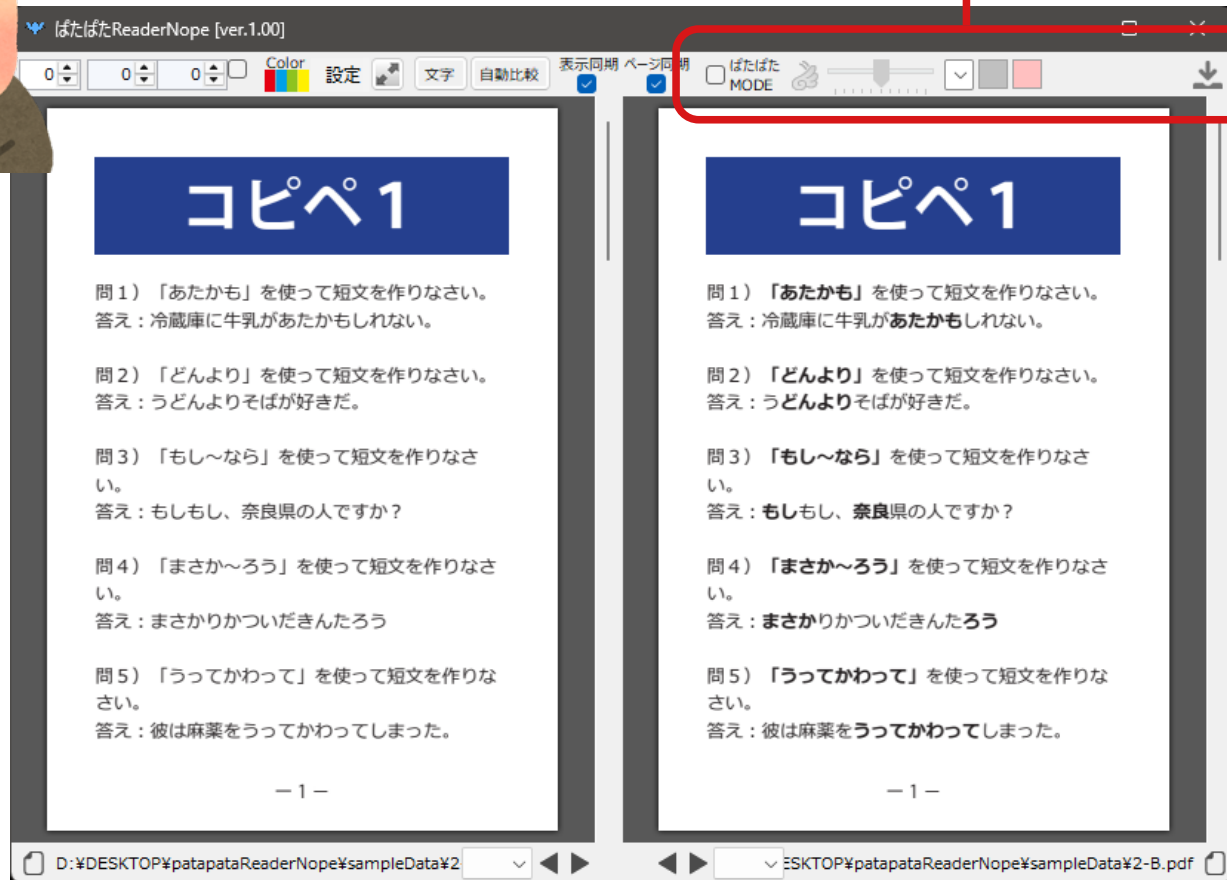 ぱたぱたReaderNope [ver.1.00]
0 0 0 Color 設定 文字 自動比較 表示同期 ページ同期 ぱたぱた MODE
コピペ1
問1）「あたかも」を使って短文を作りなさい。
答え：冷蔵庫に牛乳があたかもしれない。
問2）「どんより」を使って短文を作りなさい。
答え：うどんよりそばが好きだ。
問3）「もし～なら」を使って短文を作りなさ
い。
答え：もしもし、奈良県の人ですか？
問4）「まさか～ろう」を使って短文を作りなさ
い。
答え：まさかりかついだきんたろう
問5）「うってかわって」を使って短文を作りな
さい。
答え：彼は麻薬をうってかわってしまった。
－1－
D:¥DESKTOP¥patapataReaderNope¥sampleData¥2
コピペ1
問1）「あたかも」を使って短文を作りなさい。
答え：冷蔵庫に牛乳があたかもしれない。
問2）「どんより」を使って短文を作りなさい。
答え：うどんよりそばが好きだ。
問3）「もし～なら」を使って短文を作りなさ
い。
答え：もしもし、奈良県の人ですか？
問4）「まさか～ろう」を使って短文を作りなさ
い。
答え：まさかりかついだきんたろう
問5）「うってかわって」を使って短文を作りな
さい。
答え：彼は麻薬をうってかわってしまった。
－1－
ESKTOP¥patapataReaderNope¥sampleData¥2-B.pdf